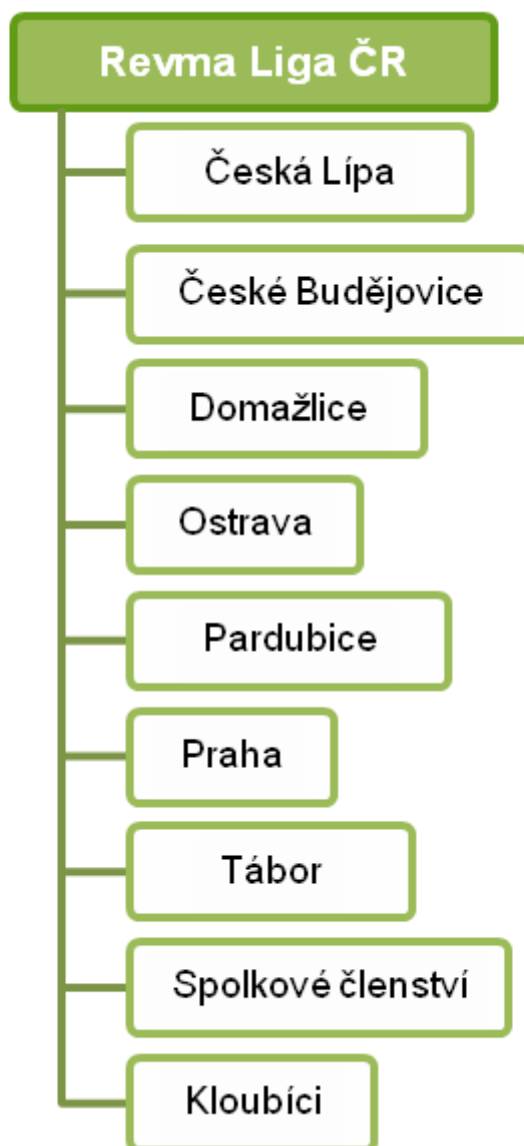 Revma Liga ČR
Česká Lípa
České Budějovice
Domažlice
Ostrava
Pardubice
Praha
Tábor
Spolkové členství
Kloubíci